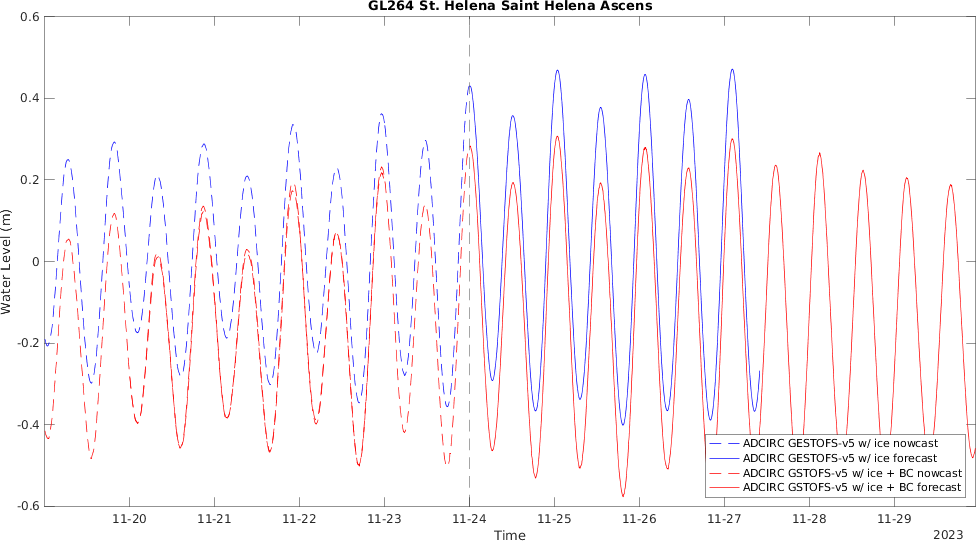 GL264 St. Helena Saint Helena Ascens
0.6
0.4
0.2
0
-0.2
-0.4
-0.6
Water Level (m)
11-20
11-21
11-22
11-23
11-24
11-25
11-26
11-27
11-28
11-29
Time
2023
ADCIRC GESTOFS-v5 w/ ice nowcast
ADCIRC GESTOFS-v5 w/ ice forecast
ADCIRC GSTOFS-v5 w/ ice + BC nowcast
ADCIRC GSTOFS-v5 w/ ice + BC forecast